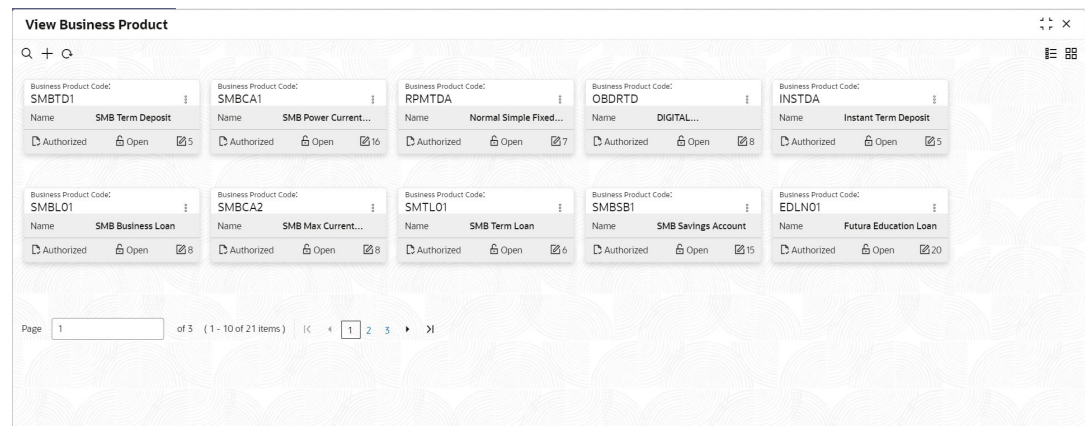 View Business Product
Business Product Code: Business Product Code: Business Product Code: Business Product Code: Business Product Code:
SMBTD1 SMBCA1 RPMTDA OBDRTD INSTDA
Name SMB Term Deposit Name SMB Power Current... Name Normal Simple Fixed... Name DIGITAL... Name Instant Term Deposit
Authorized Open 5 Authorized Open 16 Authorized Open 7 Authorized Open 8 Authorized Open 5
Business Product Code: Business Product Code: Business Product Code: Business Product Code: Business Product Code:
SMBL01 SMBCA2 SMTL01 SMBSB1 EDLN01
Name SMB Business Loan Name SMB Max Current... Name SMB Term Loan Name SMB Savings Account Name Futura Education Loan
Authorized Open 8 Authorized Open 8 Authorized Open 6 Authorized Open 15 Authorized Open 20
Page 1 of 3 (1 - 10 of 21 items) 1 2 3